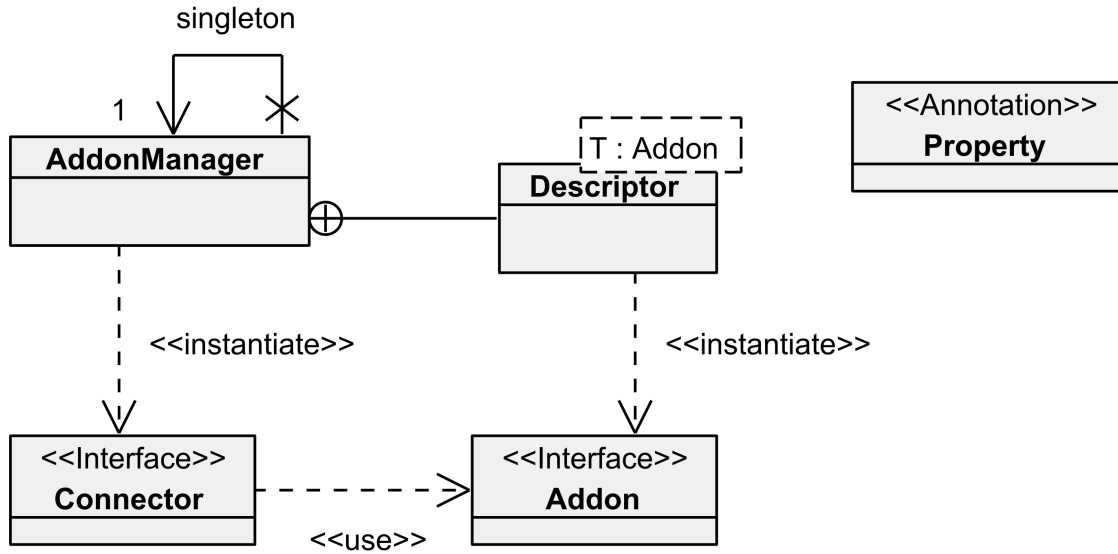 singleton
1
AddonManager
T : Addon
Descriptor
<<Annotation>>
Property
<<instantiate>>
<<instantiate>>
<<Interface>>
Connector
<<use>>
<<Interface>>
Addon